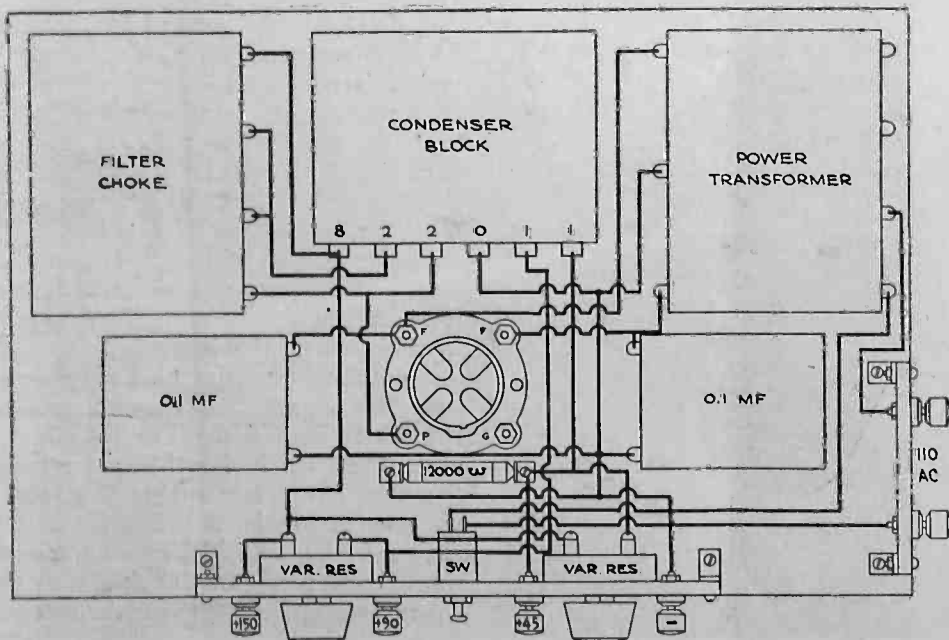 FILTER
CHOKE
CONDENSER
BLOCK
POWER
TRANSFORMER
8 2 2 0 1 1
F F
0.1 MF
0.1 MF
P G
12000 ω
110
AC
VAR. RES.
SW
VAR. RES.
+150
+90
+45
-